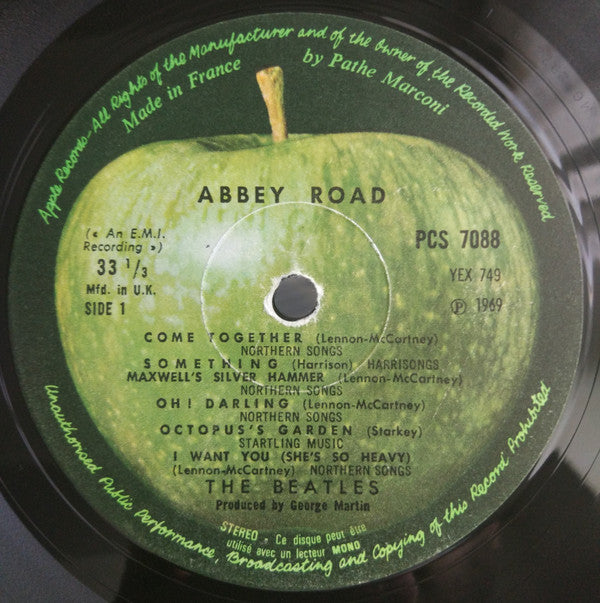 Apple Records-All Rights of the Manufacturer and of the Owner of the Recorded Work Reserved
Made in France by Pathe Marconi
ABBEY ROAD
(« An E.M.I.
Recording »)
33 1/3
Mfd. in U.K.
SIDE 1
PCS 7088
YEX 749
℗ 1969
COME TOGETHER (Lennon-McCartney)
NORTHERN SONGS
SOMETHING (Harrison) HARRISONGS
MAXWELL'S SILVER HAMMER (Lennon-McCartney)
NORTHERN SONGS
OH! DARLING (Lennon-McCartney)
NORTHERN SONGS
OCTOPUS'S GARDEN (Starkey)
STARTLING MUSIC
I WANT YOU (SHE'S SO HEAVY)
(Lennon-McCartney) NORTHERN SONGS
THE BEATLES
Produced by George Martin
STEREO - Ce disque peut être
utilisé avec un lecteur MONO
Unauthorised Public Performance, Broadcasting and Copying of this Record Prohibited